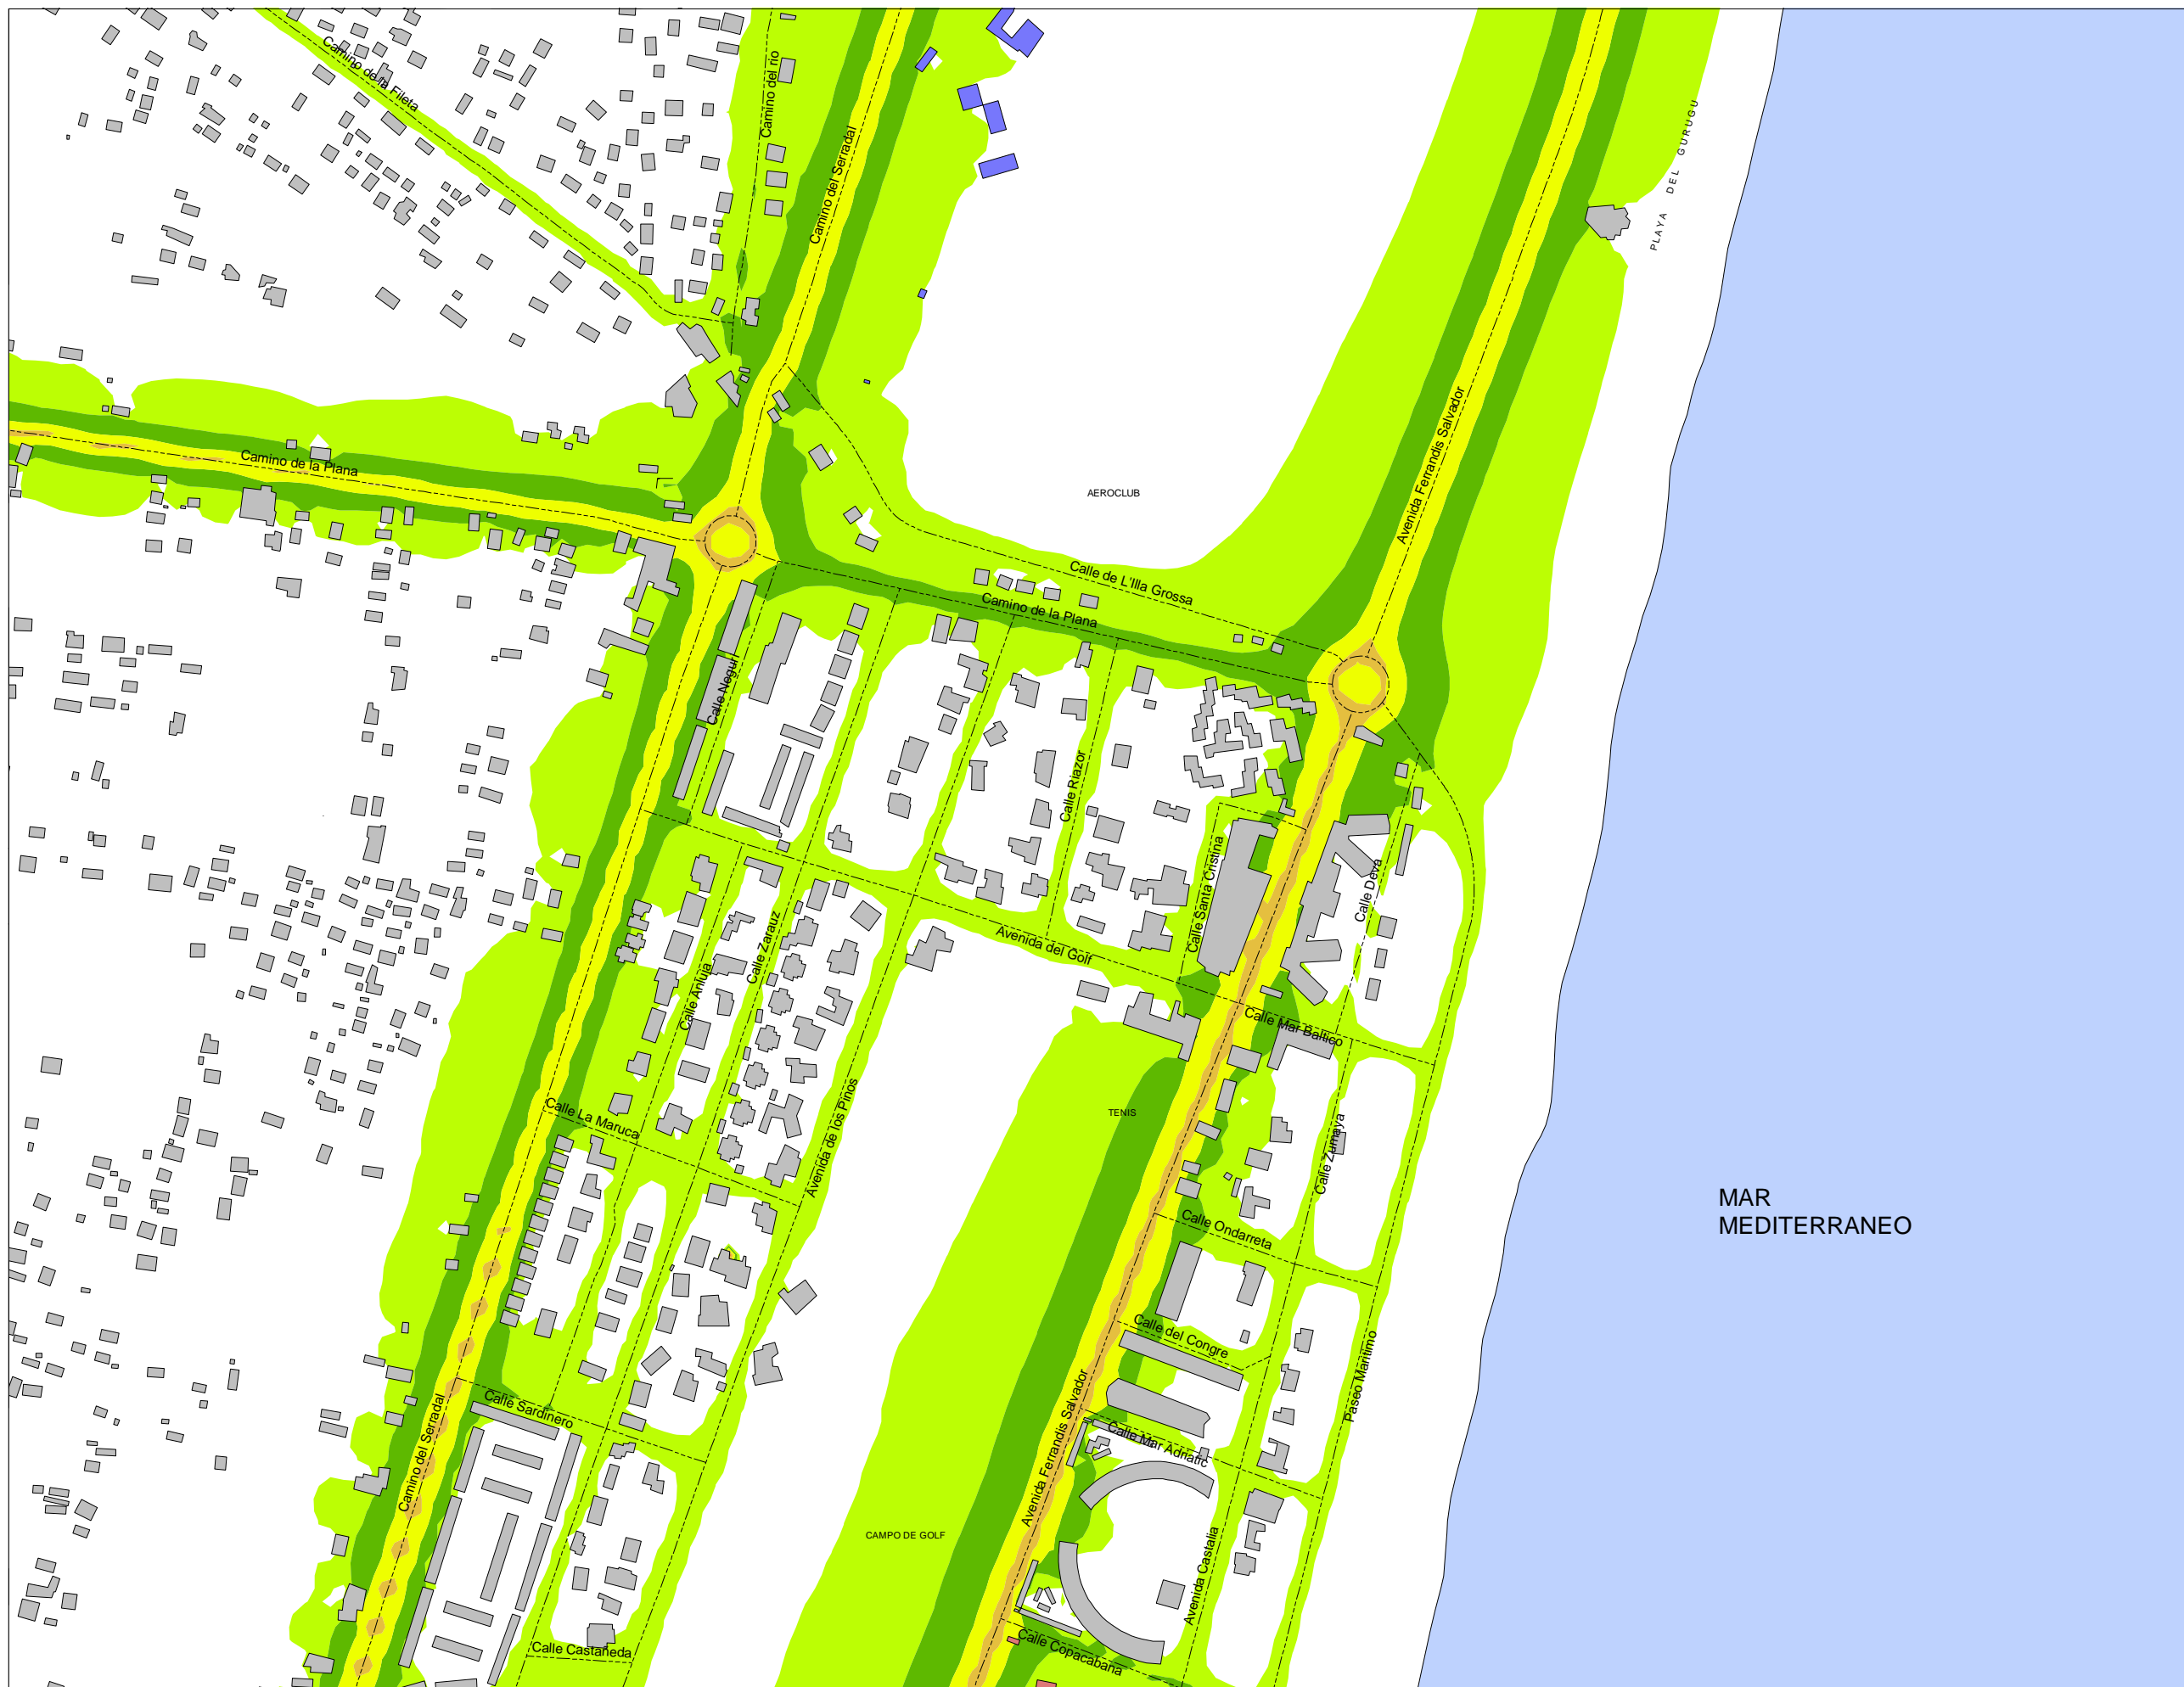 Camino de la Fileta
Camino del río
Camino del Serradal
PLAYA DEL GURUGU
Avenida Ferrandis Salvador
Camino de la Plana
AEROCLUB
Calle de L'Illa Grossa
Camino de la Plana
Calle Neguri
Calle Riazor
Calle Santa Cristina
Calle Deva
Avenida del Golf
Calle Zarauz
Calle Anluja
Calle Mar Baltico
Calle La Maruca
Avenida de los Pinos
TENIS
Calle Zumaya
MAR
MEDITERRANEO
Calle Ondarreta
Calle del Congre
Paseo Maritimo
Calle Sardinero
Camino del Serradal
Avenida Ferrandis Salvador
Calle Mar Adriatic
CAMPO DE GOLF
Avenida Castalia
Calle Castañeda
Calle Copacabana